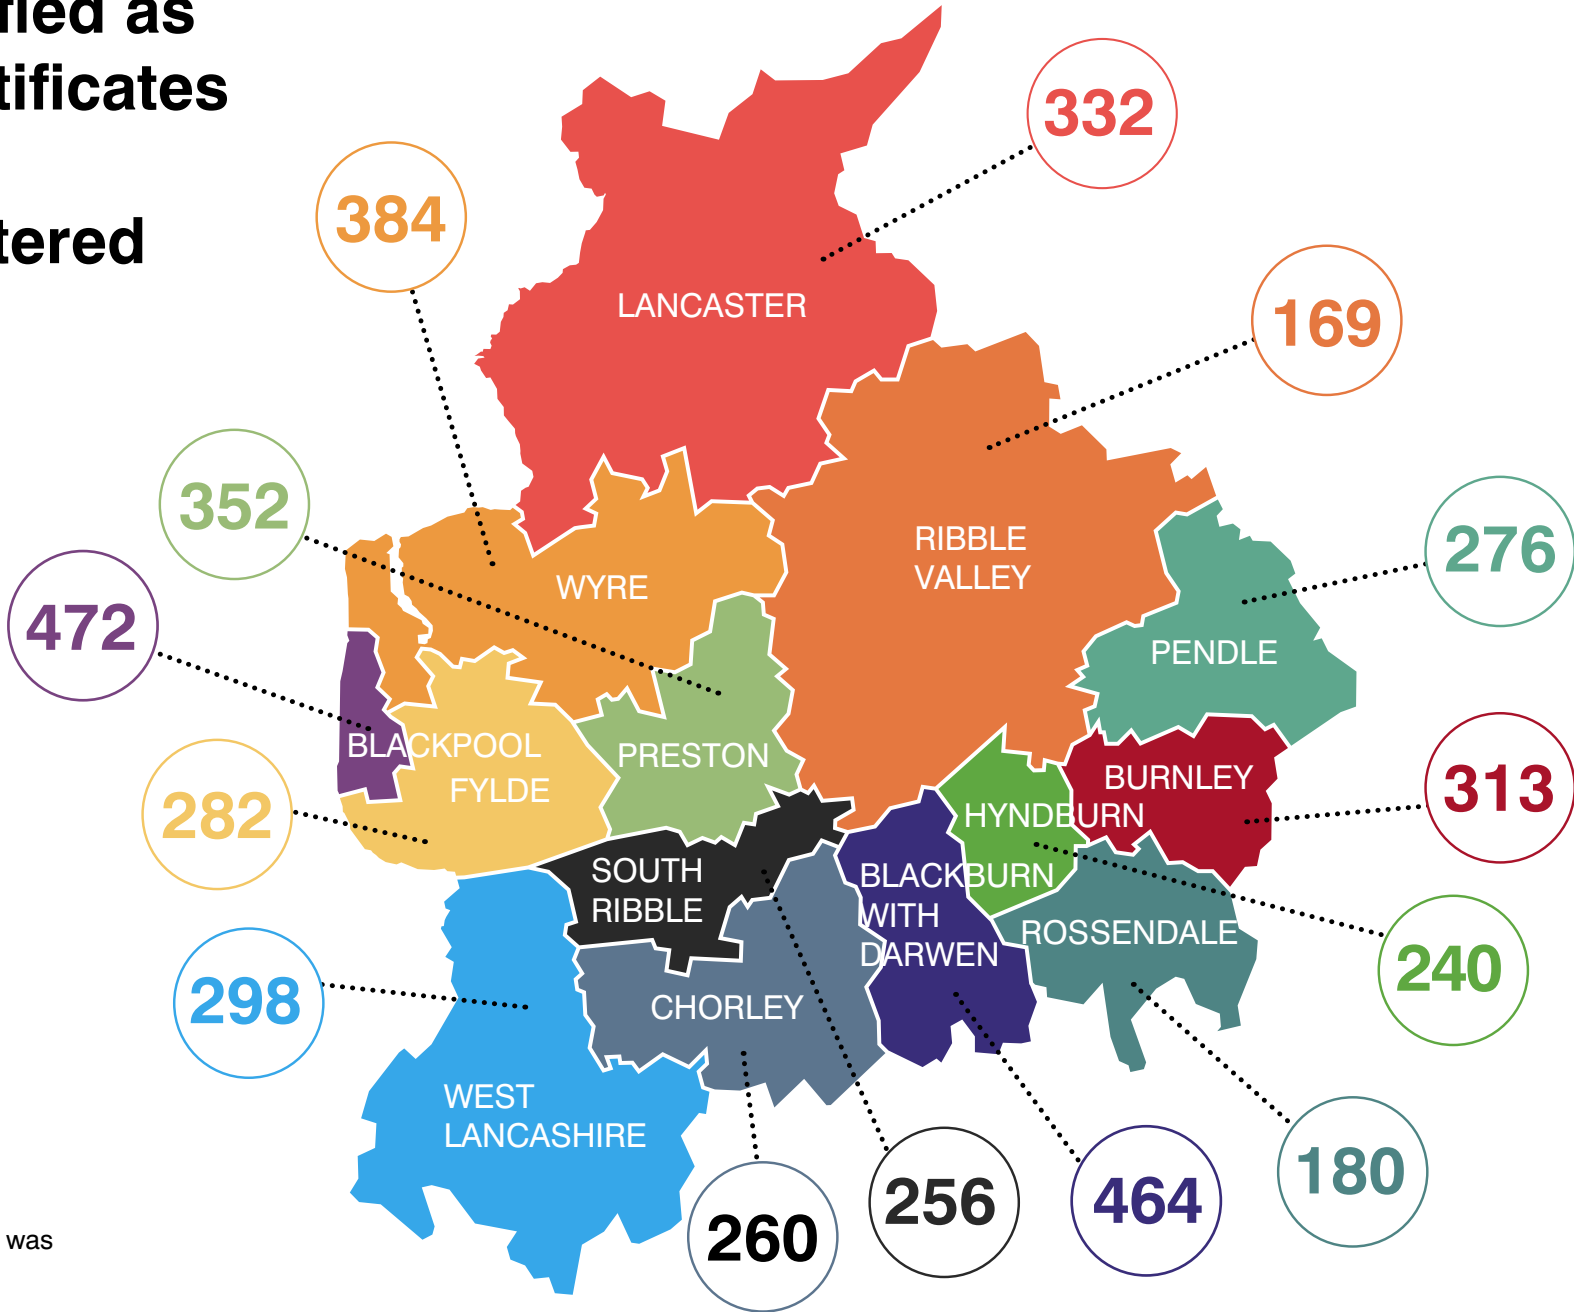 fied as
tificates
tered
332
384
169
LANCASTER
352
276
472
RIBBLE
VALLEY
WYRE
PENDLE
BLACKPOOL
FYLDE
PRESTON
BURNLEY
313
282
HYNDBURN
SOUTH
RIBBLE
BLACKBURN
WITH
DARWEN
ROSSENDALE
240
298
CHORLEY
WEST
LANCASHIRE
260
256
464
180
was